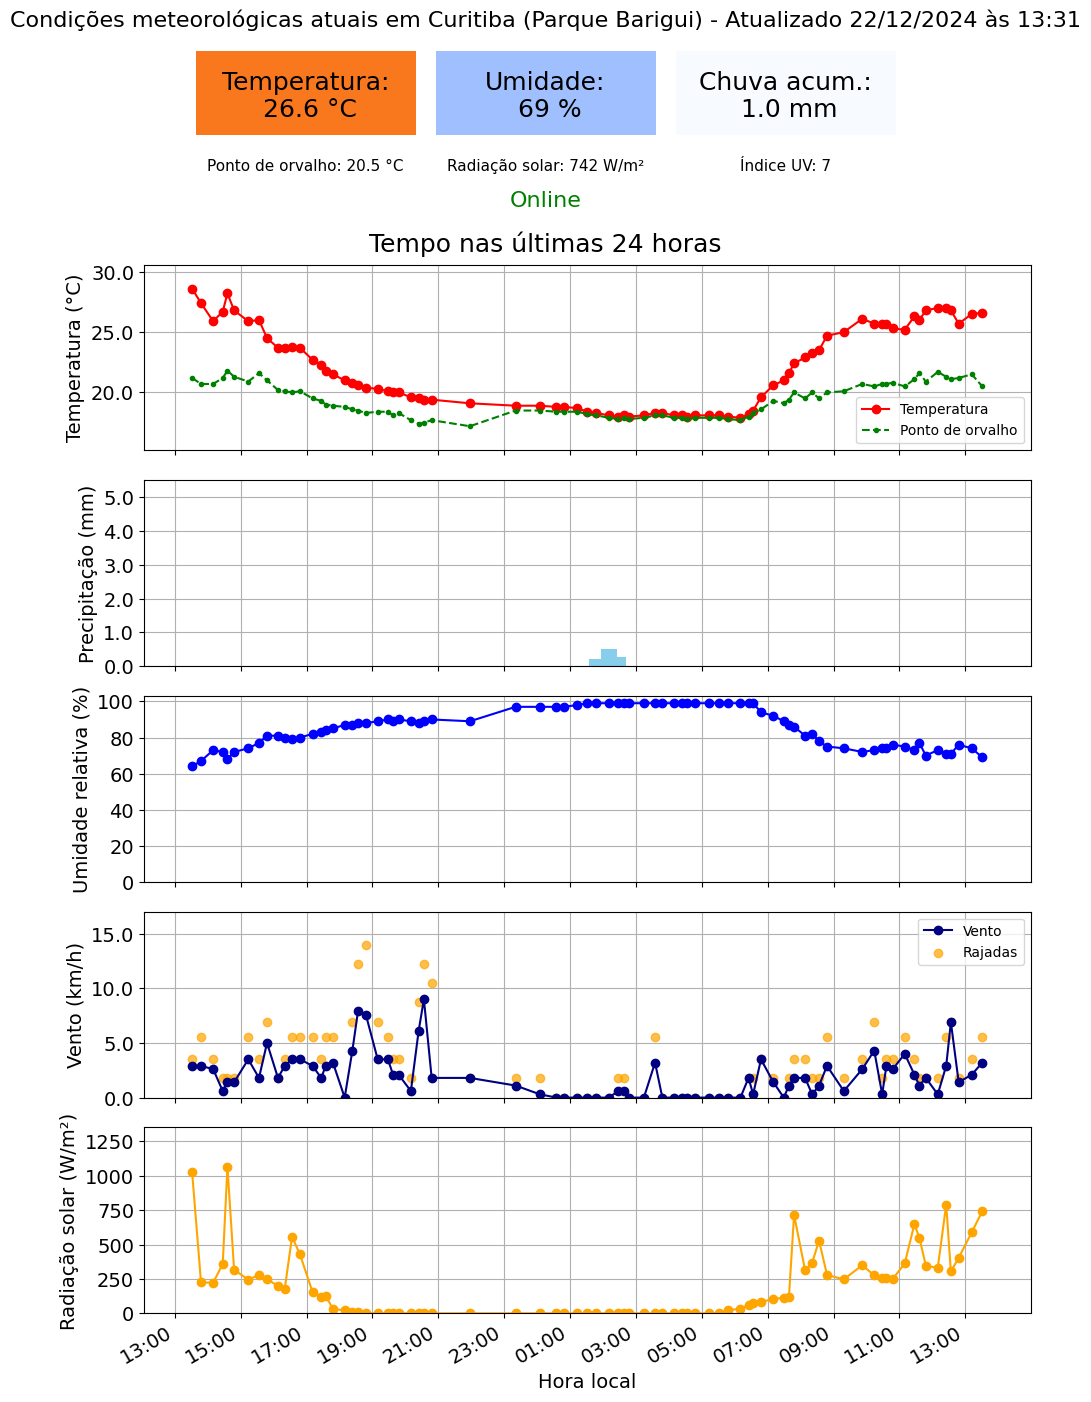 Condições meteorológicas atuais em Curitiba (Parque Barigui) - Atualizado 22/12/2024 às 13:31
Temperatura:
26.6 °C
Umidade:
69 %
Chuva acum.:
1.0 mm
Ponto de orvalho: 20.5 °C
Radiação solar: 742 W/m²
Índice UV: 7
Online
Tempo nas últimas 24 horas
Temperatura (°C)
30.0
25.0
20.0
Temperatura
Ponto de orvalho
Precipitação (mm)
5.0
4.0
3.0
2.0
1.0
0.0
Umidade relativa (%)
100
80
60
40
20
0
Vento (km/h)
15.0
10.0
5.0
0.0
Vento
Rajadas
Radiação solar (W/m²)
1250
1000
750
500
250
0
13:00
15:00
17:00
19:00
21:00
23:00
01:00
03:00
05:00
07:00
09:00
11:00
13:00
Hora local